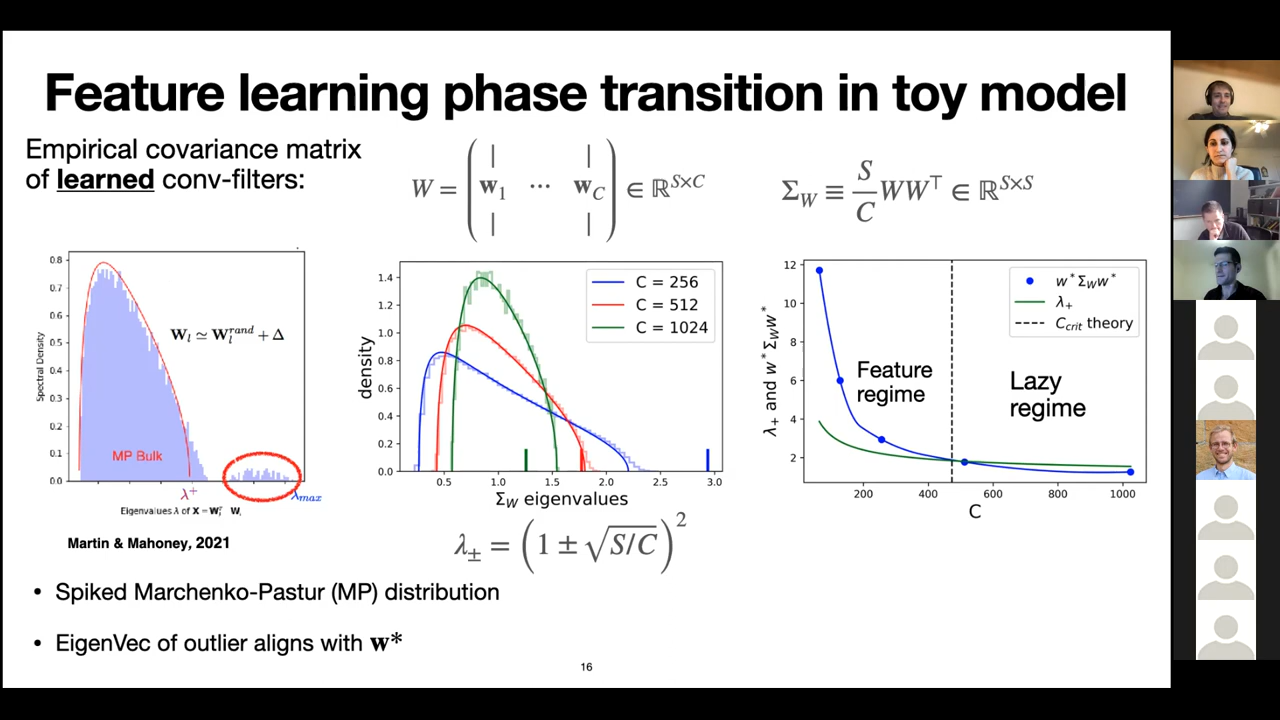 Feature learning phase transition in toy model
Empirical covariance matrix
of learned conv-filters:
W = ( | | w₁ ⋯ w_C | | ) ∈ ℝ^{S×C}
Σ_W ≡ S/C WW^⊤ ∈ ℝ^{S×S}
0.8
0.7
0.6
0.5
0.4
0.3
0.2
0.1
0.0
Spectral Density
W_l ≃ W_l^{rand} + Δ
MP Bulk
λ⁺
λ_max
Eigenvalues λ of X = W_l^T W_l
Martin & Mahoney, 2021
1.4
1.2
1.0
0.8
0.6
0.4
0.2
0.0
density
C = 256
C = 512
C = 1024
0.5 1.0 1.5 2.0 2.5 3.0
Σ_W eigenvalues
λ_± = (1 ± √S/C)²
12
10
8
6
4
2
λ₊ and w*Σ_W w*
w*Σ_W w*
λ₊
C_crit theory
Feature
regime
Lazy
regime
200 400 600 800 1000
C
• Spiked Marchenko-Pastur (MP) distribution
• EigenVec of outlier aligns with w*
16